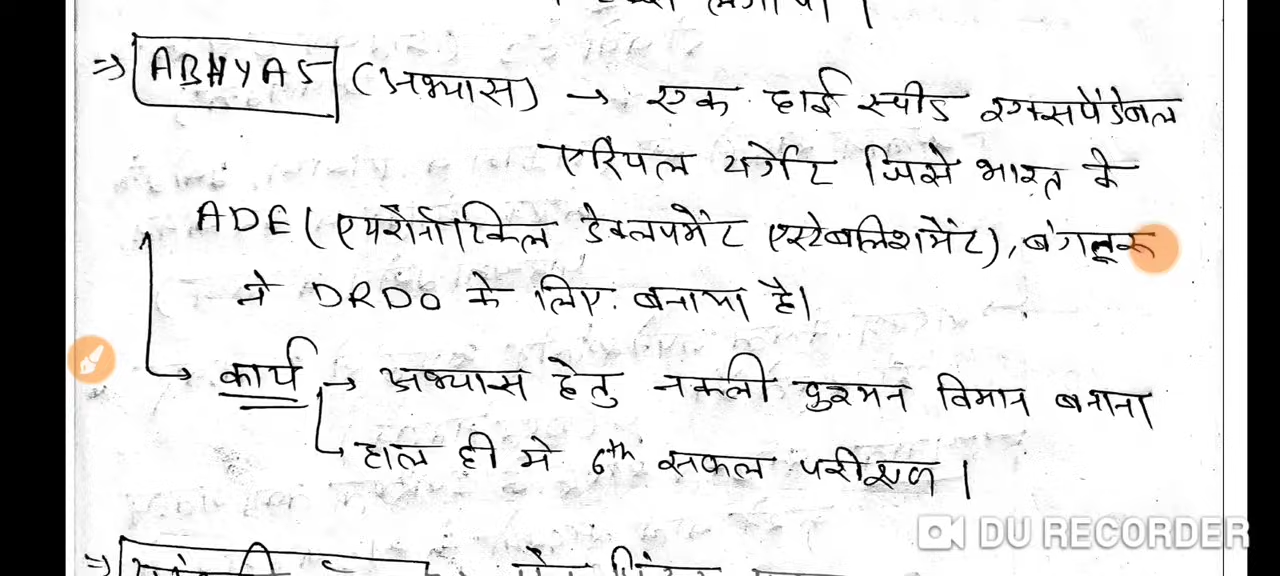 ⇒ ABHYAS (अभ्यास) → एक हाई स्पीड एक्सपेंडेबल
एरियल टार्गेट जिसे भारत के
ADE (एयरोनॉटिकल डेवलपमेंट एस्टेबलिशमेंट), बंगलूरू
ने DRDO के लिए बनाया है।
↳ कार्य → अभ्यास हेतु नकली दुश्मन विमान बनाना
↳ हाल ही मे 6th सफल परीक्षण।
DU RECORDER